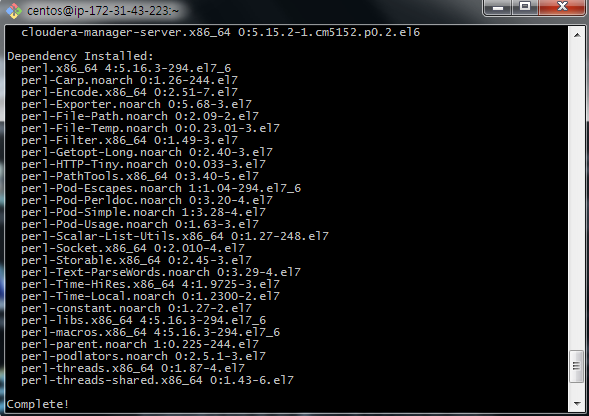 centos@ip-172-31-43-223:~
cloudera-manager-server.x86_64 0:5.15.2-1.cm5152.p0.2.el6
Dependency Installed:
perl.x86_64 4:5.16.3-294.el7_6
perl-Carp.noarch 0:1.26-244.el7
perl-Encode.x86_64 0:2.51-7.el7
perl-Exporter.noarch 0:5.68-3.el7
perl-File-Path.noarch 0:2.09-2.el7
perl-File-Temp.noarch 0:0.23.01-3.el7
perl-Filter.x86_64 0:1.49-3.el7
perl-Getopt-Long.noarch 0:2.40-3.el7
perl-HTTP-Tiny.noarch 0:0.033-3.el7
perl-PathTools.x86_64 0:3.40-5.el7
perl-Pod-Escapes.noarch 1:1.04-294.el7_6
perl-Pod-Perldoc.noarch 0:3.20-4.el7
perl-Pod-Simple.noarch 1:3.28-4.el7
perl-Pod-Usage.noarch 0:1.63-3.el7
perl-Scalar-List-Utils.x86_64 0:1.27-248.el7
perl-Socket.x86_64 0:2.010-4.el7
perl-Storable.x86_64 0:2.45-3.el7
perl-Text-ParseWords.noarch 0:3.29-4.el7
perl-Time-HiRes.x86_64 4:1.9725-3.el7
perl-Time-Local.noarch 0:1.2300-2.el7
perl-constant.noarch 0:1.27-2.el7
perl-libs.x86_64 4:5.16.3-294.el7_6
perl-macros.x86_64 4:5.16.3-294.el7_6
perl-parent.noarch 1:0.225-244.el7
perl-podlators.noarch 0:2.5.1-3.el7
perl-threads.x86_64 0:1.87-4.el7
perl-threads-shared.x86_64 0:1.43-6.el7
Complete!